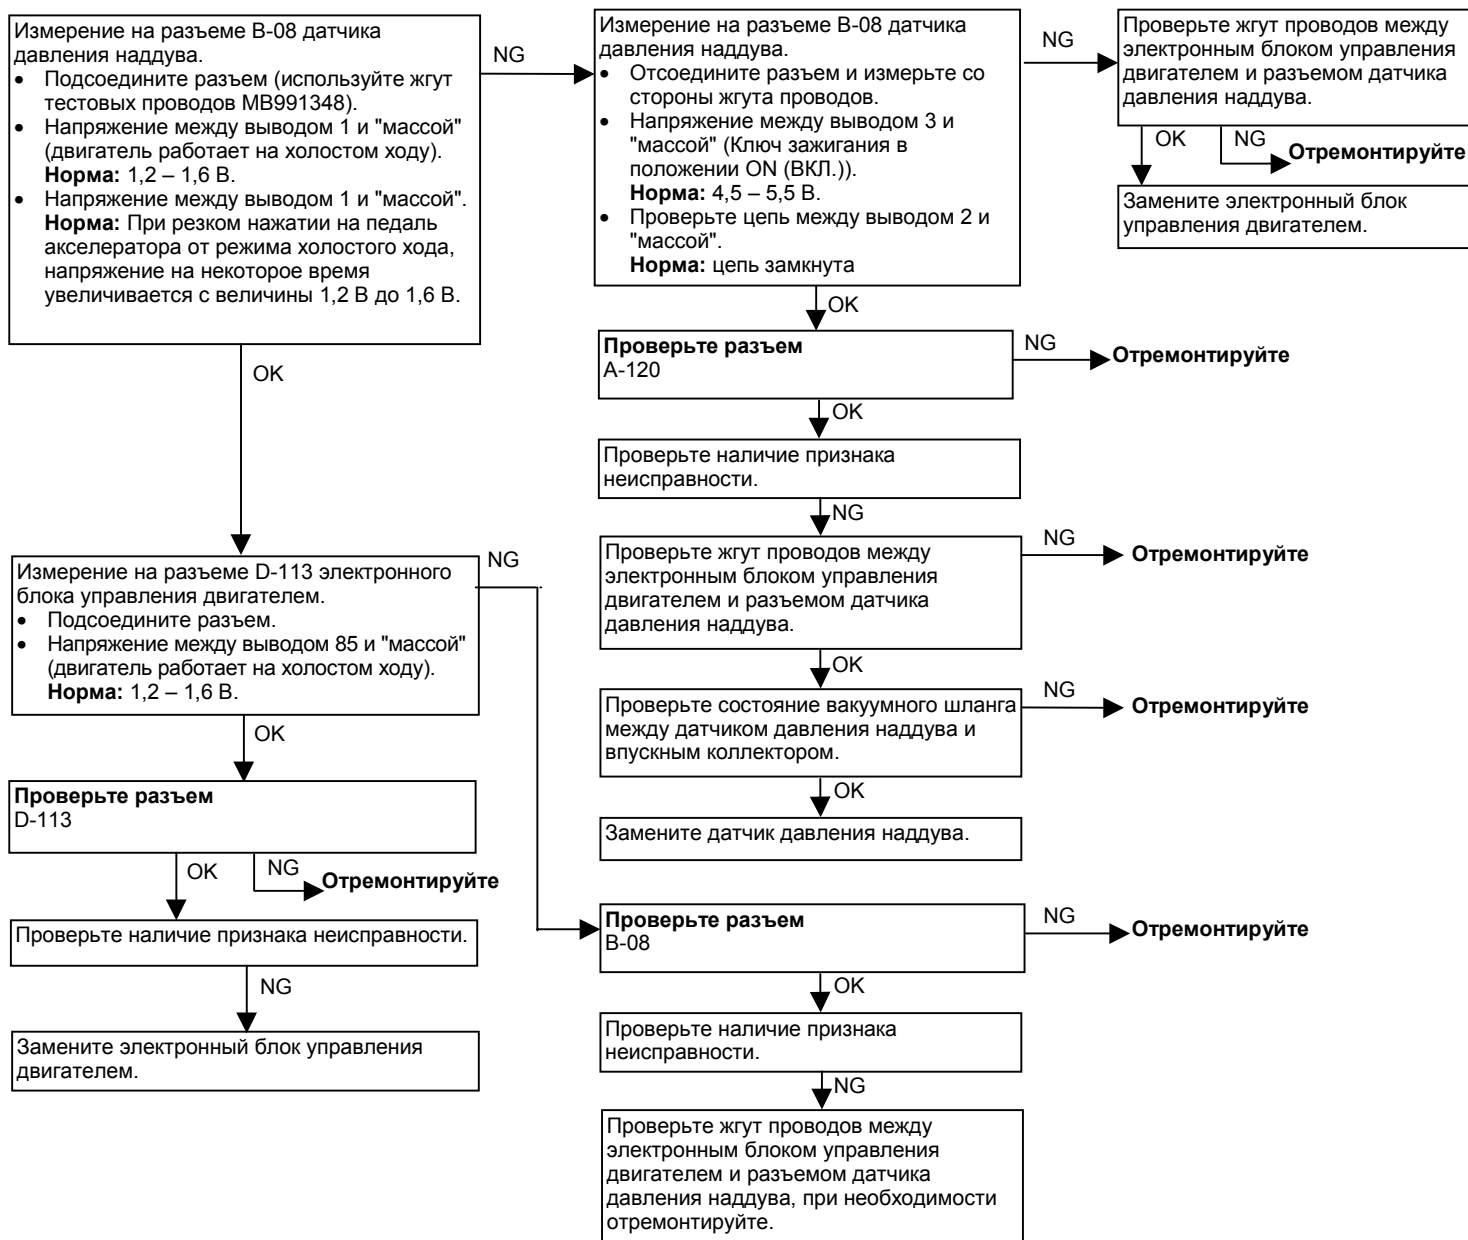 Измерение на разъеме B-08 датчика
давления наддува.
• Подсоедините разъем (используйте жгут
тестовых проводов MB991348).
• Напряжение между выводом 1 и "массой"
(двигатель работает на холостом ходу).
Норма: 1,2 – 1,6 В.
• Напряжение между выводом 1 и "массой".
Норма: При резком нажатии на педаль
акселератора от режима холостого хода,
напряжение на некоторое время
увеличивается с величины 1,2 В до 1,6 В.
NG
OK
Измерение на разъеме B-08 датчика
давления наддува.
• Отсоедините разъем и измерьте со
стороны жгута проводов.
• Напряжение между выводом 3 и
"массой" (Ключ зажигания в
положении ON (ВКЛ.)).
Норма: 4,5 – 5,5 В.
• Проверьте цепь между выводом 2 и
"массой".
Норма: цепь замкнута
NG
OK
Проверьте жгут проводов между
электронным блоком управления
двигателем и разъемом датчика
давления наддува.
OK
NG
Отремонтируйте
Замените электронный блок
управления двигателем.
Проверьте разъем
A-120
NG
Отремонтируйте
OK
Проверьте наличие признака
неисправности.
NG
Проверьте жгут проводов между
электронным блоком управления
двигателем и разъемом датчика
давления наддува.
NG
Отремонтируйте
OK
Проверьте состояние вакуумного шланга
между датчиком давления наддува и
впускным коллектором.
NG
Отремонтируйте
OK
Замените датчик давления наддува.
Измерение на разъеме D-113 электронного
блока управления двигателем.
• Подсоедините разъем.
• Напряжение между выводом 85 и "массой"
(двигатель работает на холостом ходу).
Норма: 1,2 – 1,6 В.
NG
OK
Проверьте разъем
D-113
OK
NG
Отремонтируйте
Проверьте наличие признака неисправности.
NG
Замените электронный блок управления
двигателем.
Проверьте разъем
B-08
NG
Отремонтируйте
OK
Проверьте наличие признака
неисправности.
NG
Проверьте жгут проводов между
электронным блоком управления
двигателем и разъемом датчика
давления наддува, при необходимости
отремонтируйте.